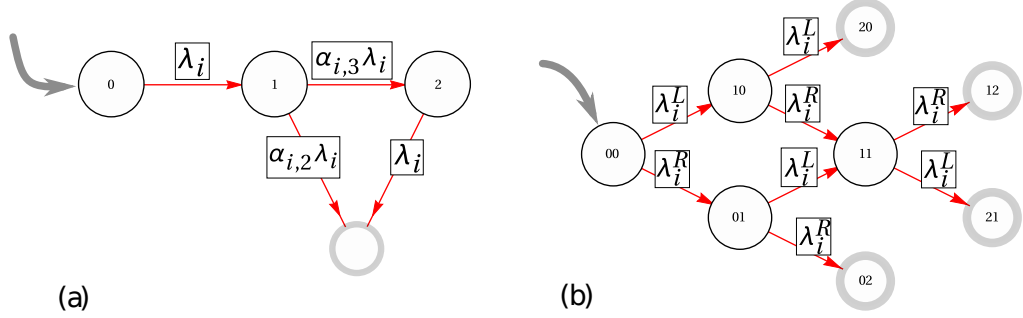 λ_i
α_{i,3}λ_i
0
1
2
α_{i,2}λ_i
λ_i
(a)
λ_i^L
20
λ_i^L
10
λ_i^R
λ_i^R
12
00
11
λ_i^R
λ_i^L
λ_i^L
01
21
λ_i^R
02
(b)